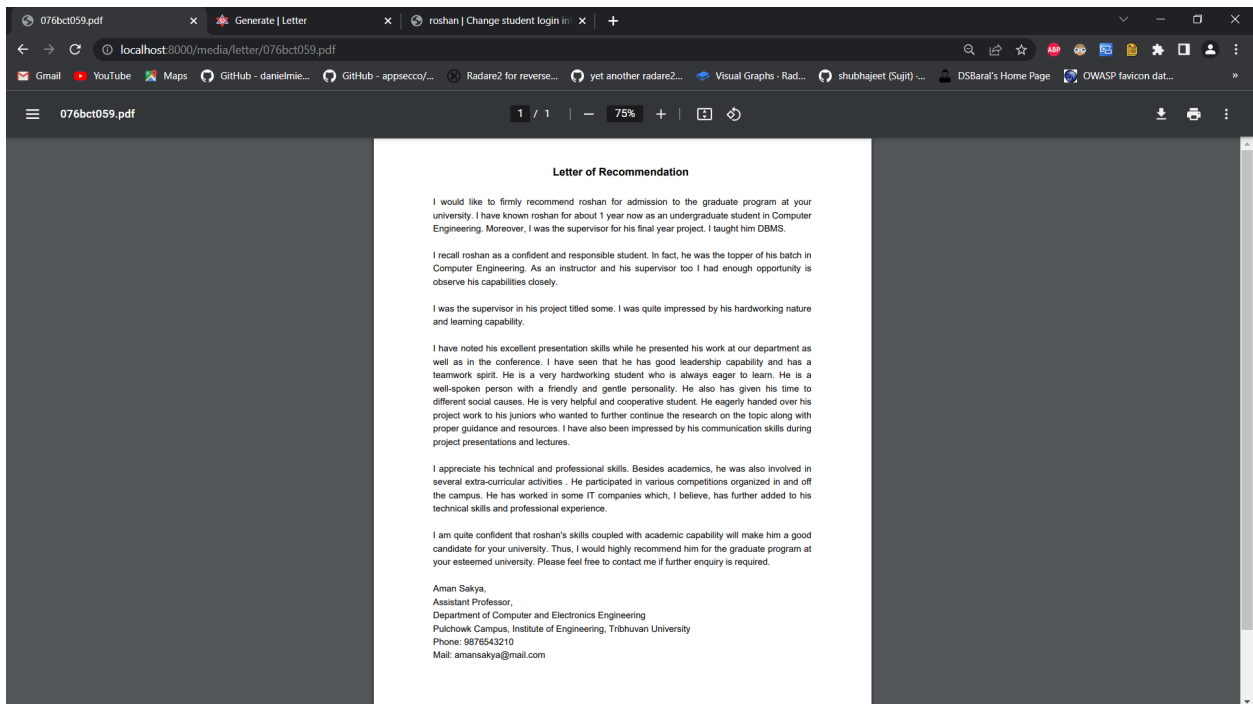 076bct059.pdf
Generate | Letter
roshan | Change student login in
localhost:8000/media/letter/076bct059.pdf
ABP
Gmail
YouTube
Maps
GitHub - danielmie...
GitHub - appsecco/...
Radare2 for reverse...
yet another radare2...
Visual Graphs - Rad...
shubhajeet (Sujit) -...
DSBaral's Home Page
OWASP favicon dat...
»
076bct059.pdf
1 / 1
75%
Letter of Recommendation
I would like to firmly recommend roshan for admission to the graduate program at your
university. I have known roshan for about 1 year now as an undergraduate student in Computer
Engineering. Moreover, I was the supervisor for his final year project. I taught him DBMS.
I recall roshan as a confident and responsible student. In fact, he was the topper of his batch in
Computer Engineering. As an instructor and his supervisor too I had enough opportunity is
observe his capabilities closely.
I was the supervisor in his project titled some. I was quite impressed by his hardworking nature
and learning capability.
I have noted his excellent presentation skills while he presented his work at our department as
well as in the conference. I have seen that he has good leadership capability and has a
teamwork spirit. He is a very hardworking student who is always eager to learn. He is a
well-spoken person with a friendly and gentle personality. He also has given his time to
different social causes. He is very helpful and cooperative student. He eagerly handed over his
project work to his juniors who wanted to further continue the research on the topic along with
proper guidance and resources. I have also been impressed by his communication skills during
project presentations and lectures.
I appreciate his technical and professional skills. Besides academics, he was also involved in
several extra-curricular activities . He participated in various competitions organized in and off
the campus. He has worked in some IT companies which, I believe, has further added to his
technical skills and professional experience.
I am quite confident that roshan's skills coupled with academic capability will make him a good
candidate for your university. Thus, I would highly recommend him for the graduate program at
your esteemed university. Please feel free to contact me if further enquiry is required.
Aman Sakya,
Assistant Professor,
Department of Computer and Electronics Engineering
Pulchowk Campus, Institute of Engineering, Tribhuvan University
Phone: 9876543210
Mail: amansakya@mail.com